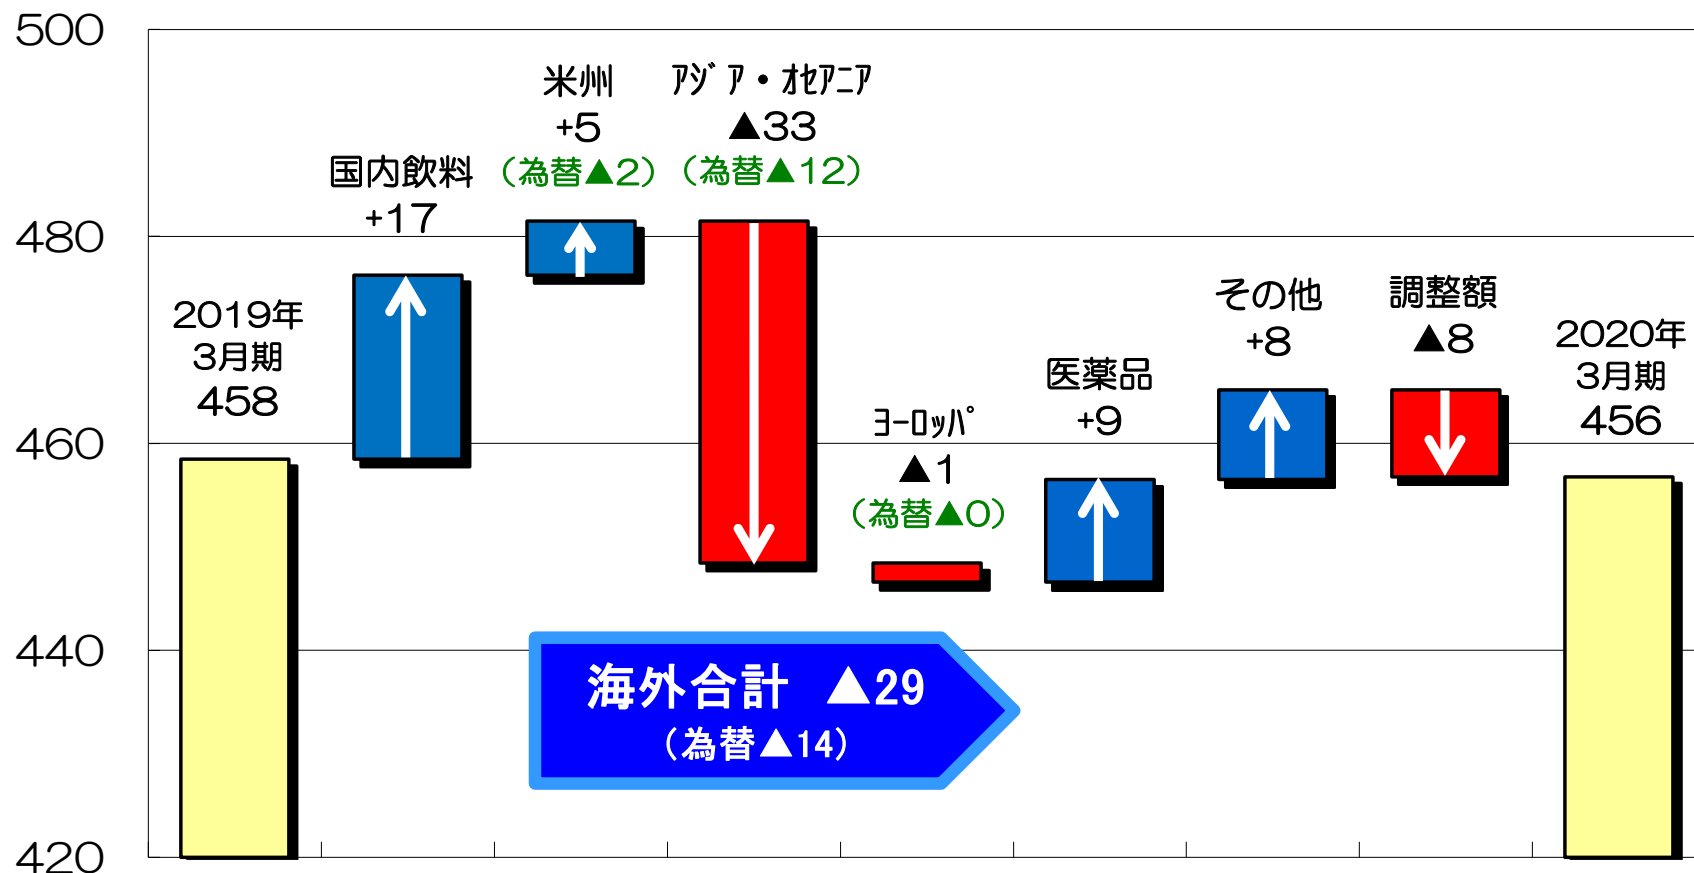 500
480
460
440
420
2019年
3月期
458
国内飲料
+17
米州
+5
（為替▲2）
ｱｼﾞｱ・ｵｾｱﾆｱ
▲33
（為替▲12）
ﾖｰﾛｯﾊﾟ
▲1
（為替▲0）
医薬品
+9
その他
+8
調整額
▲8
2020年
3月期
456
海外合計 ▲29
（為替▲14）